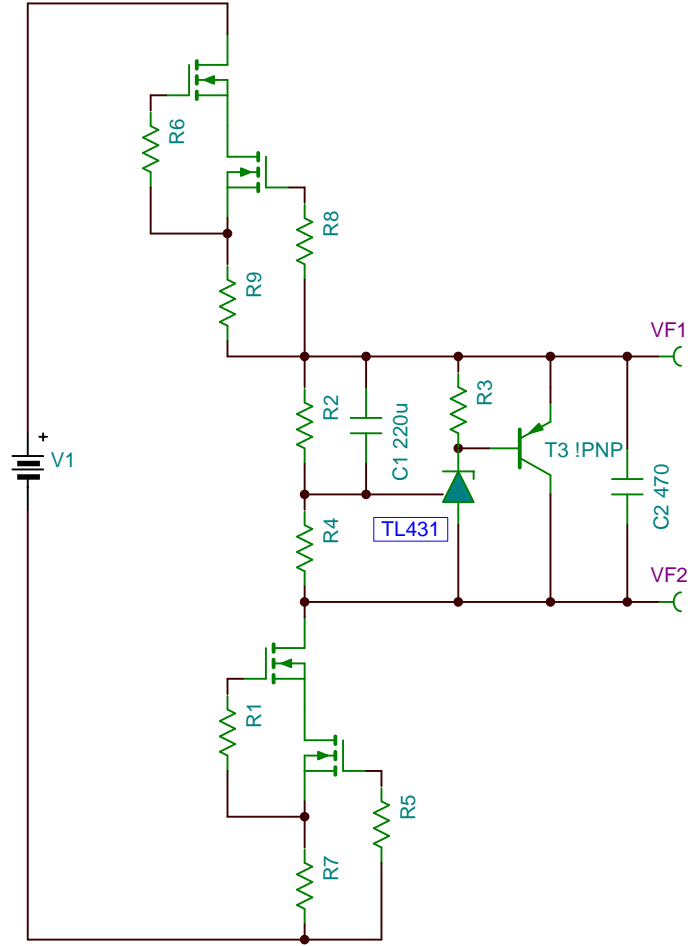 R6
R8
R9
VF1
R2
C1 220u
R3
T3 !PNP
+
V1
C2 470
TL431
R4
VF2
R1
R5
R7